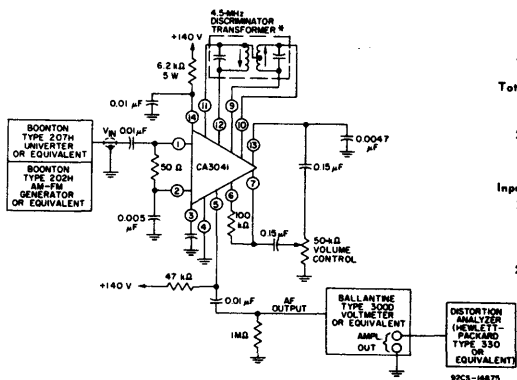 4.5-MHz
DISCRIMINATOR
TRANSFORMER *
+140 V
6.2 kΩ
5 W
0.01 µF
14
11
12
9
10
13
BOONTON
TYPE 207H
UNIVERTER
OR EQUIVALENT
BOONTON
TYPE 202H
AM-FM
GENERATOR
OR EQUIVALENT
VIN
0.01 µF
1
50 Ω
2
0.005
µF
CA3041
3
4
5
6
7
100
kΩ
0.15 µF
0.15 µF
0.0047
µF
50-kΩ
VOLUME
CONTROL
47 kΩ
+140 V
0.01 µF
AF
OUTPUT
1MΩ
BALLANTINE
TYPE 300D
VOLTMETER
OR EQUIVALENT
AMPL
OUT
DISTORTION
ANALYZER
(HEWLETT-
PACKARD
TYPE 330
OR
EQUIVALENT)
92CS-14875
Tot
Inpu